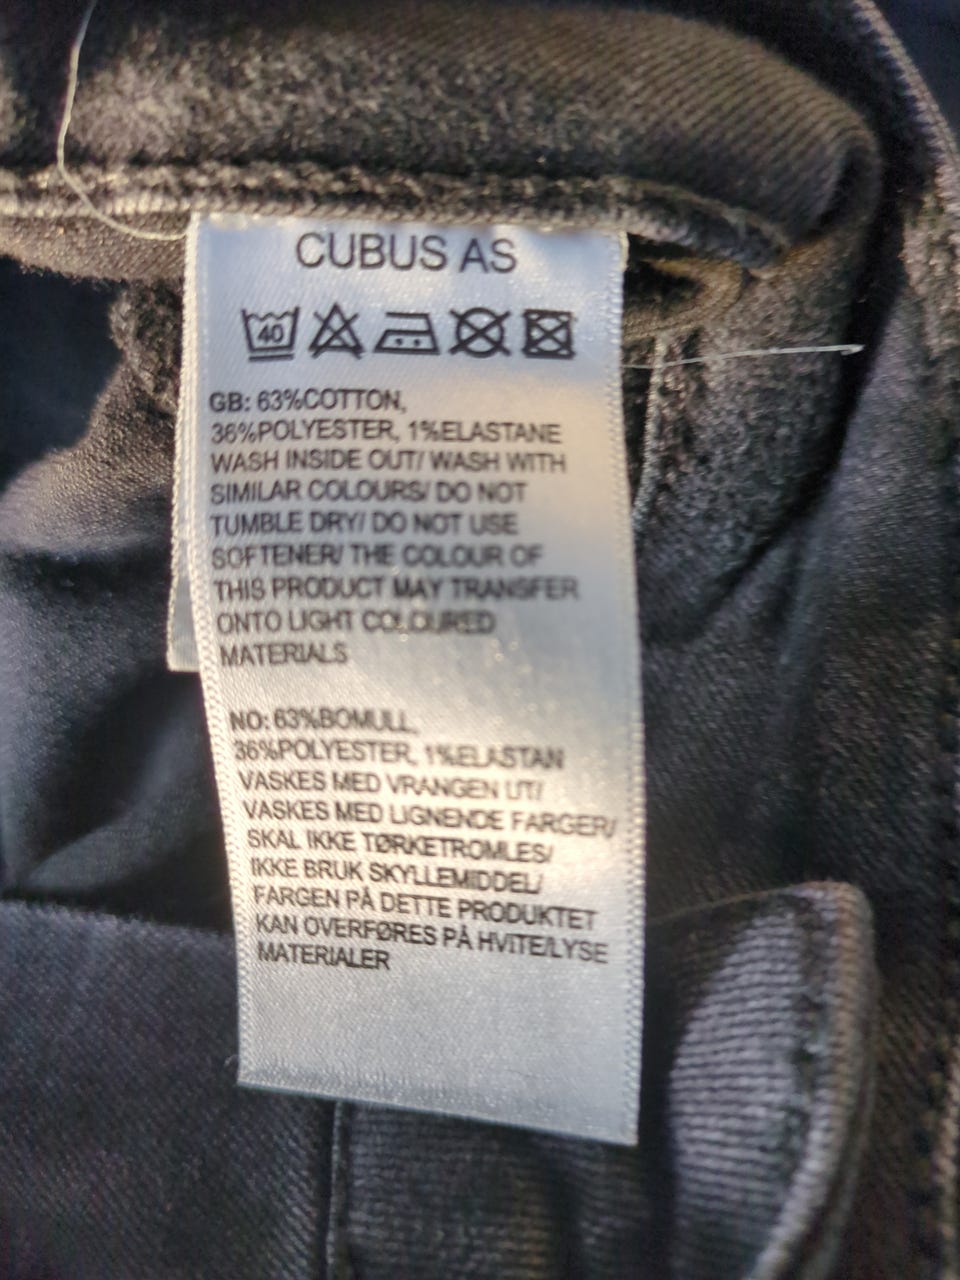 CUBUS AS
40
GB: 63%COTTON,
36%POLYESTER, 1%ELASTANE
WASH INSIDE OUT/ WASH WITH
SIMILAR COLOURS/ DO NOT
TUMBLE DRY/ DO NOT USE
SOFTENER/ THE COLOUR OF
THIS PRODUCT MAY TRANSFER
ONTO LIGHT COLOURED
MATERIALS
NO: 63%BOMULL,
36%POLYESTER, 1%ELASTAN
VASKES MED VRANGEN UT/
VASKES MED LIGNENDE FARGER/
SKAL IKKE TØRKETROMLES/
IKKE BRUK SKYLLEMIDDEL/
FARGEN PÅ DETTE PRODUKTET
KAN OVERFØRES PÅ HVITE/LYSE
MATERIALER